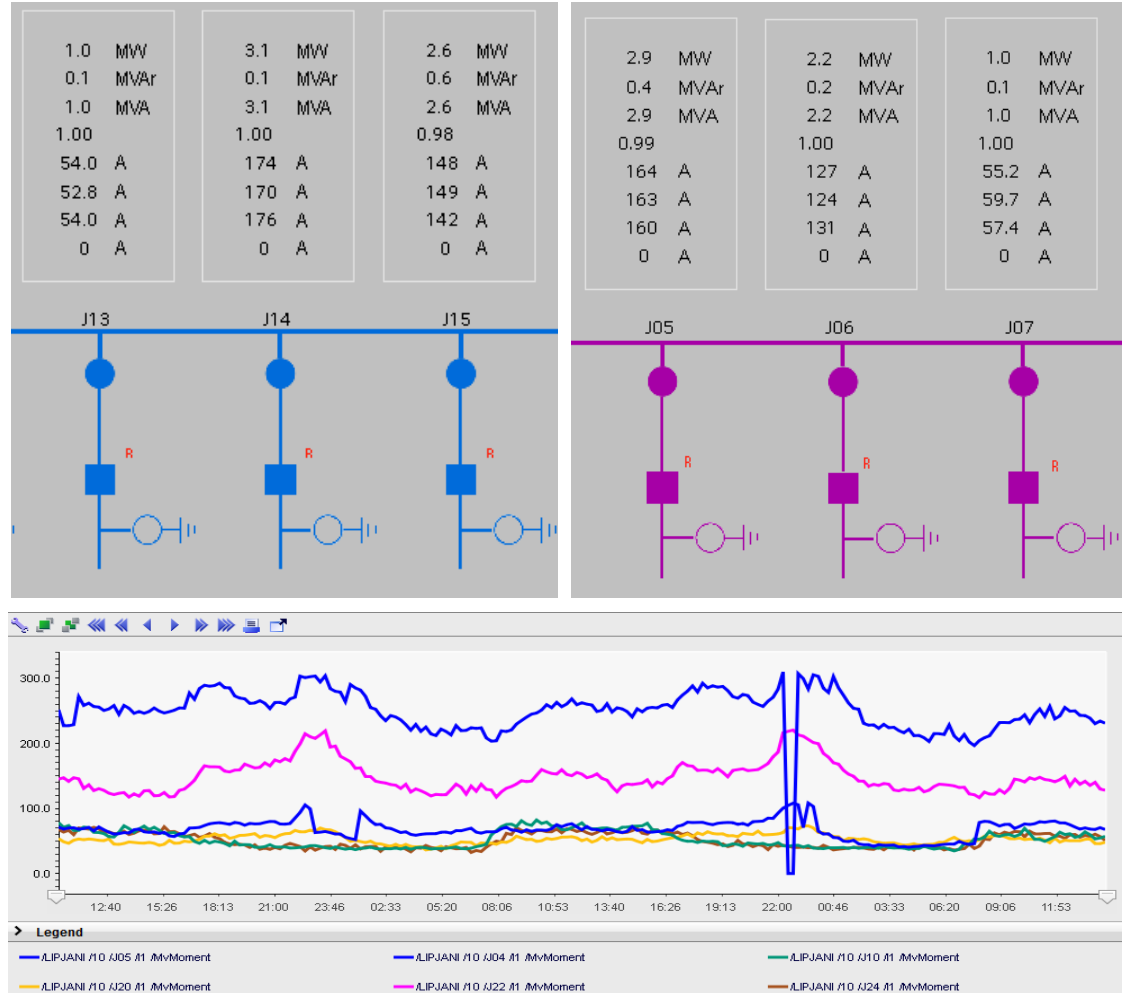 1.0 MW 3.1 MW 2.6 MW
0.1 MVAr 0.1 MVAr 0.6 MVAr
1.0 MVA 3.1 MVA 2.6 MVA
1.00 1.00 0.98
54.0 A 174 A 148 A
52.8 A 170 A 149 A
54.0 A 176 A 142 A
0 A 0 A 0 A
J13 J14 J15
R R R
2.9 MW 2.2 MW 1.0 MW
0.4 MVAr 0.2 MVAr 0.1 MVAr
2.9 MVA 2.2 MVA 1.0 MVA
0.99 1.00 1.00
164 A 127 A 55.2 A
163 A 124 A 59.7 A
160 A 131 A 57.4 A
0 A 0 A 0 A
J05 J06 J07
R R R
300.0
200.0
100.0
0.0
12:40 15:26 18:13 21:00 23:46 02:33 05:20 08:06 10:53 13:40 16:26 19:13 22:00 00:46 03:33 06:20 09:06 11:53
Legend
/LIPJANI /10 /J05 /I1 /MvMoment /LIPJANI /10 /J04 /I1 /MvMoment /LIPJANI /10 /J10 /I1 /MvMoment
/LIPJANI /10 /J20 /I1 /MvMoment /LIPJANI /10 /J22 /I1 /MvMoment /LIPJANI /10 /J24 /I1 /MvMoment